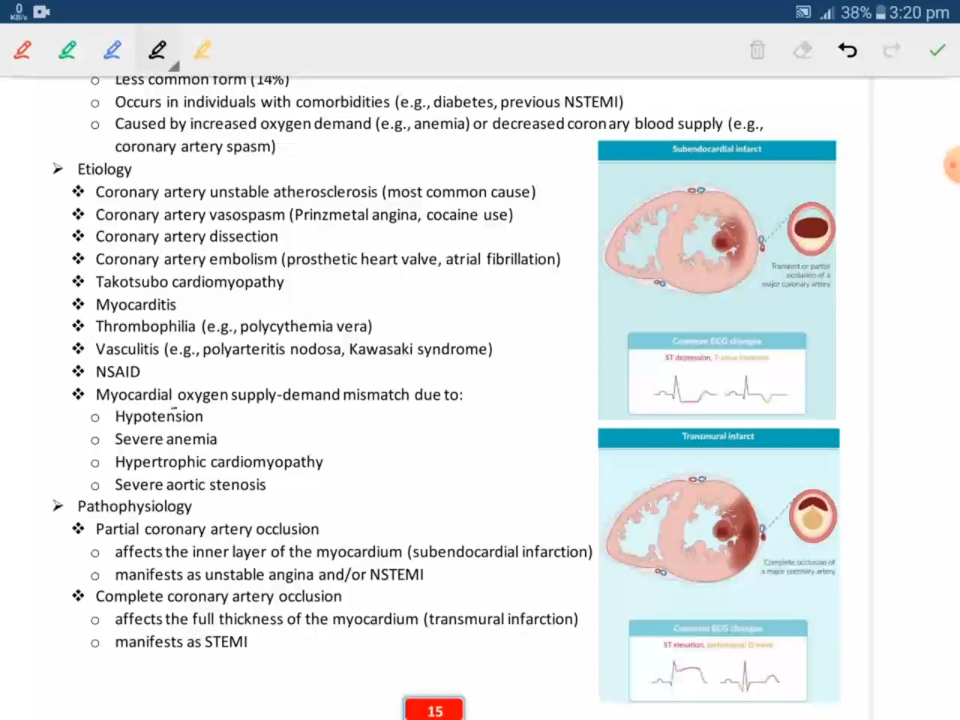 0
KB/s
38% 3:20 pm
Less common form (14%)
Occurs in individuals with comorbidities (e.g., diabetes, previous NSTEMI)
Caused by increased oxygen demand (e.g., anemia) or decreased coronary blood supply (e.g.,
coronary artery spasm)
Etiology
Coronary artery unstable atherosclerosis (most common cause)
Coronary artery vasospasm (Prinzmetal angina, cocaine use)
Coronary artery dissection
Coronary artery embolism (prosthetic heart valve, atrial fibrillation)
Takotsubo cardiomyopathy
Myocarditis
Thrombophilia (e.g., polycythemia vera)
Vasculitis (e.g., polyarteritis nodosa, Kawasaki syndrome)
NSAID
Myocardial oxygen supply-demand mismatch due to:
Hypotension
Severe anemia
Hypertrophic cardiomyopathy
Severe aortic stenosis
Pathophysiology
Partial coronary artery occlusion
affects the inner layer of the myocardium (subendocardial infarction)
manifests as unstable angina and/or NSTEMI
Complete coronary artery occlusion
affects the full thickness of the myocardium (transmural infarction)
manifests as STEMI
Subendocardial infarct
Transient or partial
occlusion of a
major coronary artery
Common ECG changes
ST depression, T-wave inversion
Transmural infarct
Complete occlusion of
a major coronary artery
Common ECG changes
ST elevation, pathological Q wave
15